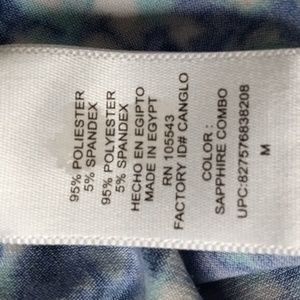 95% POLIESTER
5% SPANDEX
95% POLYESTER
5% SPANDEX
HECHO EN EGIPTO
MADE IN EGYPT
RN 105543
FACTORY ID# CANGLO
COLOR :
SAPPHIRE COMBO
UPC:827576838208
M